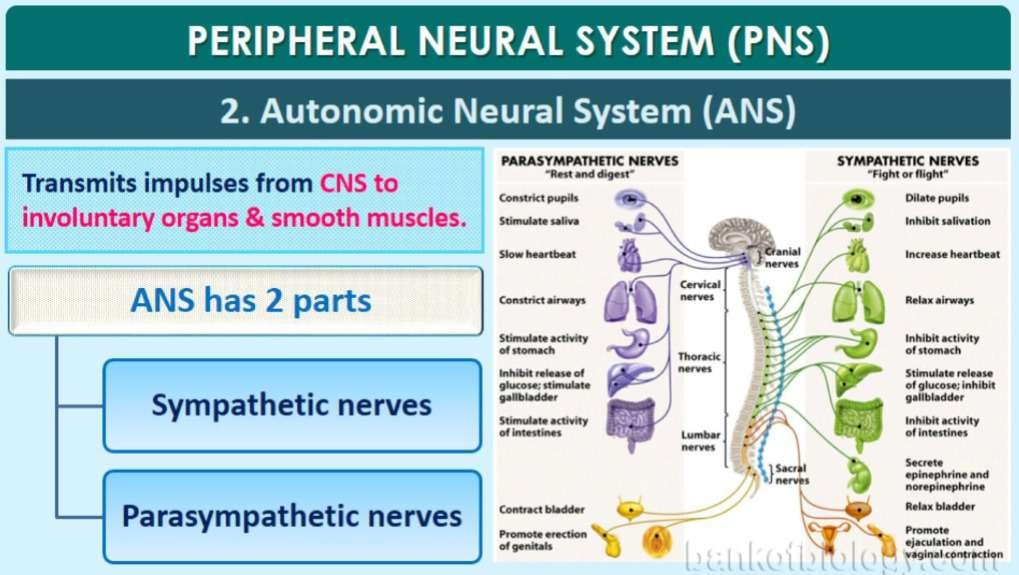 PERIPHERAL NEURAL SYSTEM (PNS)
2. Autonomic Neural System (ANS)
Transmits impulses from CNS to
involuntary organs & smooth muscles.
ANS has 2 parts
Sympathetic nerves
Parasympathetic nerves
PARASYMPATHETIC NERVES
"Rest and digest"
Constrict pupils
Stimulate saliva
Slow heartbeat
Constrict airways
Stimulate activity
of stomach
Inhibit release of
glucose; stimulate
gallbladder
Stimulate activity
of intestines
Contract bladder
Promote erection
of genitals
Cranial
nerves
Cervical
nerves
Thoracic
nerves
Lumbar
nerves
Sacral
nerves
SYMPATHETIC NERVES
"Fight or flight"
Dilate pupils
Inhibit salivation
Increase heartbeat
Relax airways
Inhibit activity
of stomach
Stimulate release
of glucose; inhibit
gallbladder
Inhibit activity
of intestines
Secrete
epinephrine and
norepinephrine
Relax bladder
Promote
ejaculation and
vaginal contraction
bankofbiology.com